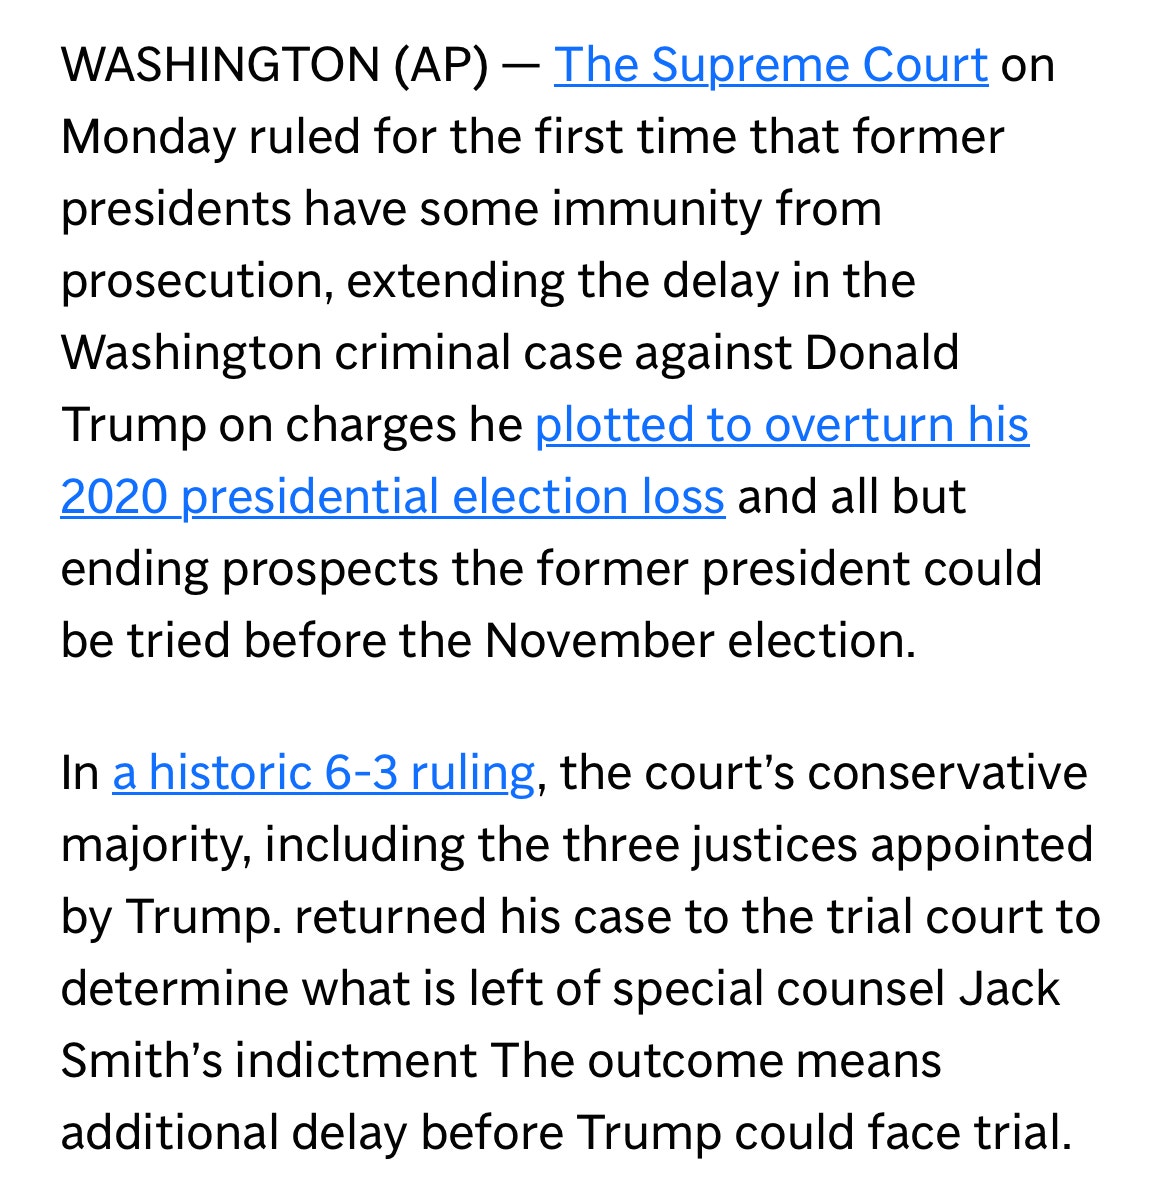 WASHINGTON (AP) — The Supreme Court on
Monday ruled for the first time that former
presidents have some immunity from
prosecution, extending the delay in the
Washington criminal case against Donald
Trump on charges he plotted to overturn his
2020 presidential election loss and all but
ending prospects the former president could
be tried before the November election.
In a historic 6-3 ruling, the court’s conservative
majority, including the three justices appointed
by Trump. returned his case to the trial court to
determine what is left of special counsel Jack
Smith’s indictment The outcome means
additional delay before Trump could face trial.